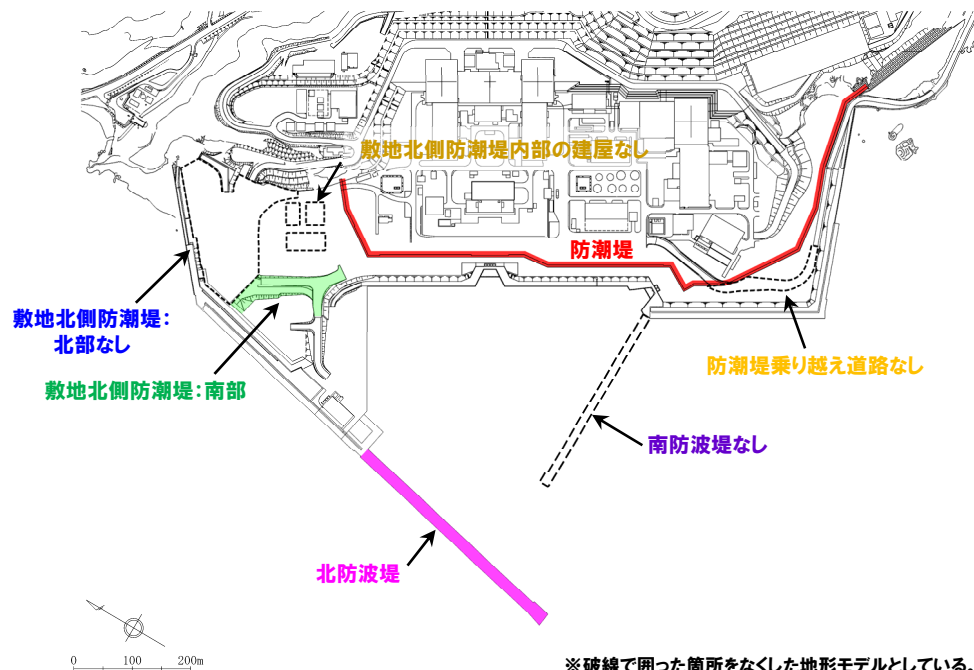 敷地北側防潮堤内部の建屋なし
防潮堤
敷地北側防潮堤:
北部なし
敷地北側防潮堤:南部
防潮堤乗り越え道路なし
南防波堤なし
北防波堤
0 100 200m
※破線で囲った箇所をなくした地形モデルとしている。